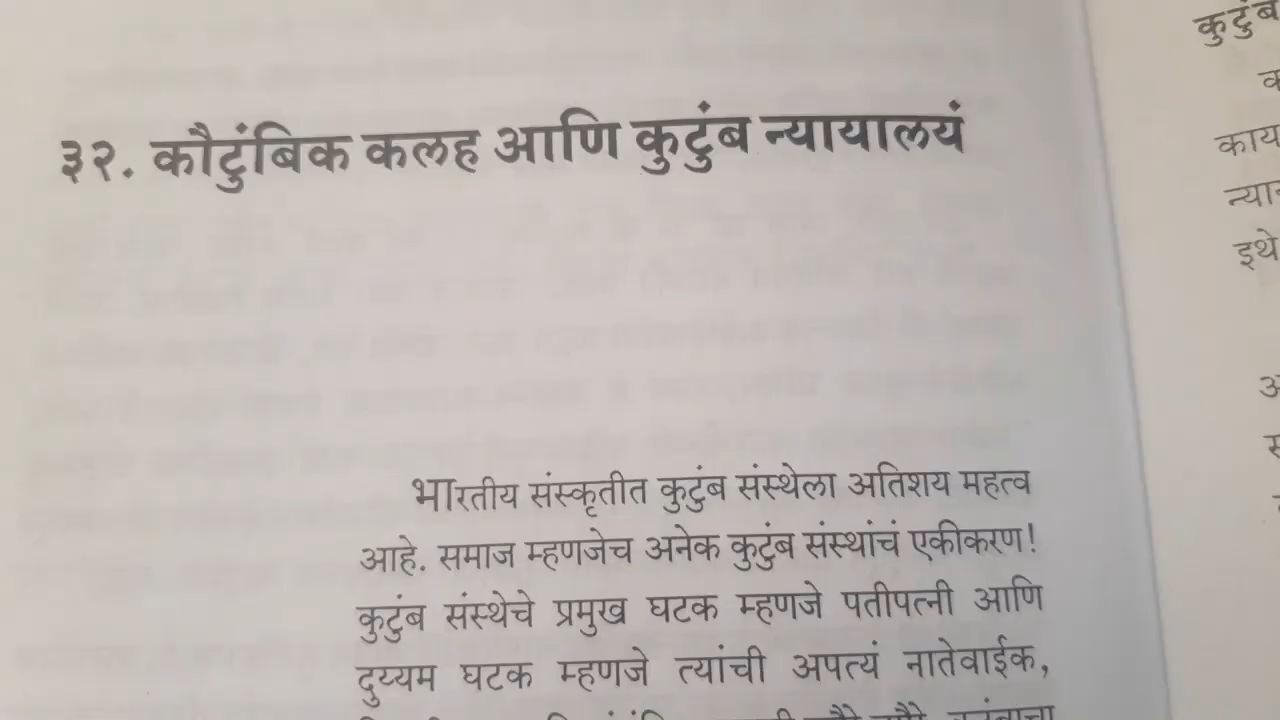 ३२. कौटुंबिक कलह आणि कुटुंब न्यायालयं
भारतीय संस्कृतीत कुटुंब संस्थेला अतिशय महत्व
आहे. समाज म्हणजेच अनेक कुटुंब संस्थांचं एकीकरण!
कुटुंब संस्थेचे प्रमुख घटक म्हणजे पतीपत्नी आणि
दुय्यम घटक म्हणजे त्यांची अपत्यं नातेवाईक,
कुटुंब
इथे